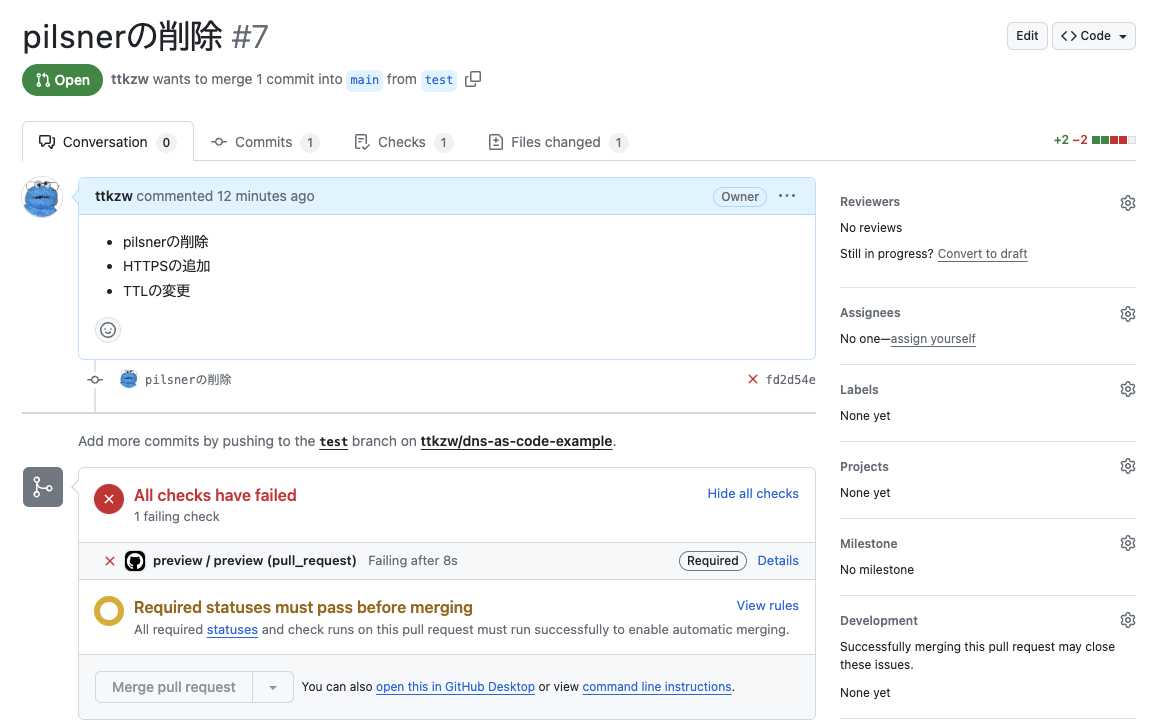 pilsnerの削除 #7
Edit
Code
Open
ttkzw wants to merge 1 commit into main from test
Conversation 0
Commits 1
Checks 1
Files changed 1
+2 −2
ttkzw commented 12 minutes ago
Owner
pilsnerの削除
HTTPSの追加
TTLの変更
pilsnerの削除
fd2d54e
Add more commits by pushing to the test branch on ttkzw/dns-as-code-example.
All checks have failed
1 failing check
Hide all checks
preview / preview (pull_request) Failing after 8s
Required
Details
Required statuses must pass before merging
All required statuses and check runs on this pull request must run successfully to enable automatic merging.
View rules
Merge pull request
You can also open this in GitHub Desktop or view command line instructions.
Reviewers
No reviews
Still in progress? Convert to draft
Assignees
No one—assign yourself
Labels
None yet
Projects
None yet
Milestone
No milestone
Development
Successfully merging this pull request may close
these issues.
None yet